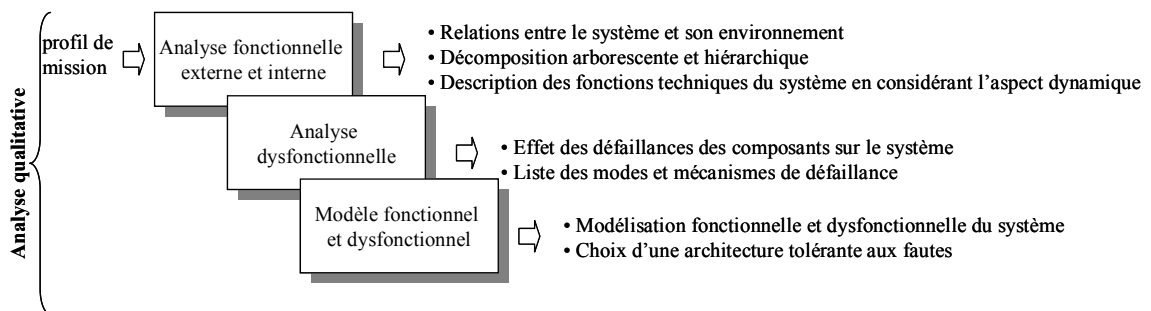 Analyse qualitative
profil de
mission
Analyse fonctionnelle
externe et interne
• Relations entre le système et son environnement
• Décomposition arborescente et hiérarchique
• Description des fonctions techniques du système en considérant l’aspect dynamique
Analyse
dysfonctionnelle
• Effet des défaillances des composants sur le système
• Liste des modes et mécanismes de défaillance
Modèle fonctionnel
et dysfonctionnel
• Modélisation fonctionnelle et dysfonctionnelle du système
• Choix d’une architecture tolérante aux fautes